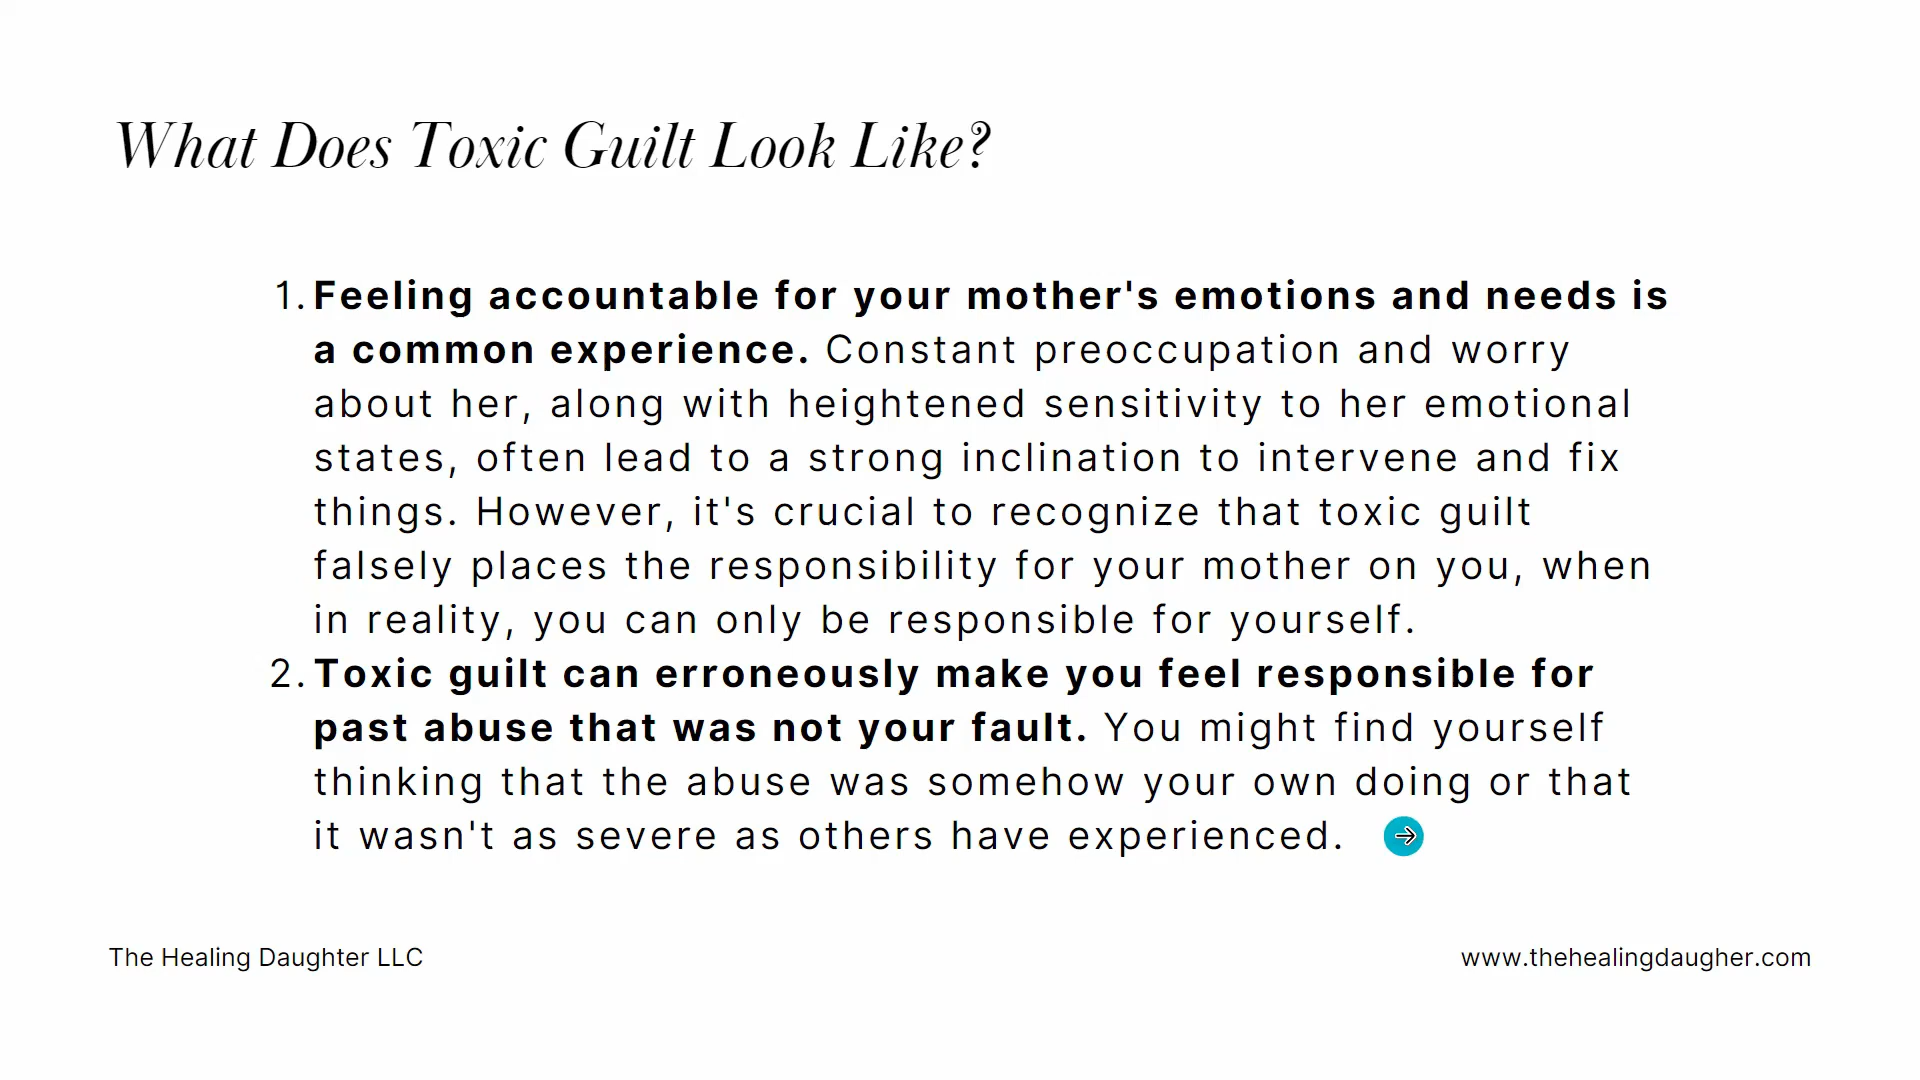 What Does Toxic Guilt Look Like?
1. Feeling accountable for your mother's emotions and needs is
a common experience. Constant preoccupation and worry
about her, along with heightened sensitivity to her emotional
states, often lead to a strong inclination to intervene and fix
things. However, it's crucial to recognize that toxic guilt
falsely places the responsibility for your mother on you, when
in reality, you can only be responsible for yourself.
2. Toxic guilt can erroneously make you feel responsible for
past abuse that was not your fault. You might find yourself
thinking that the abuse was somehow your own doing or that
it wasn't as severe as others have experienced.
The Healing Daughter LLC
www.thehealingdaugher.com